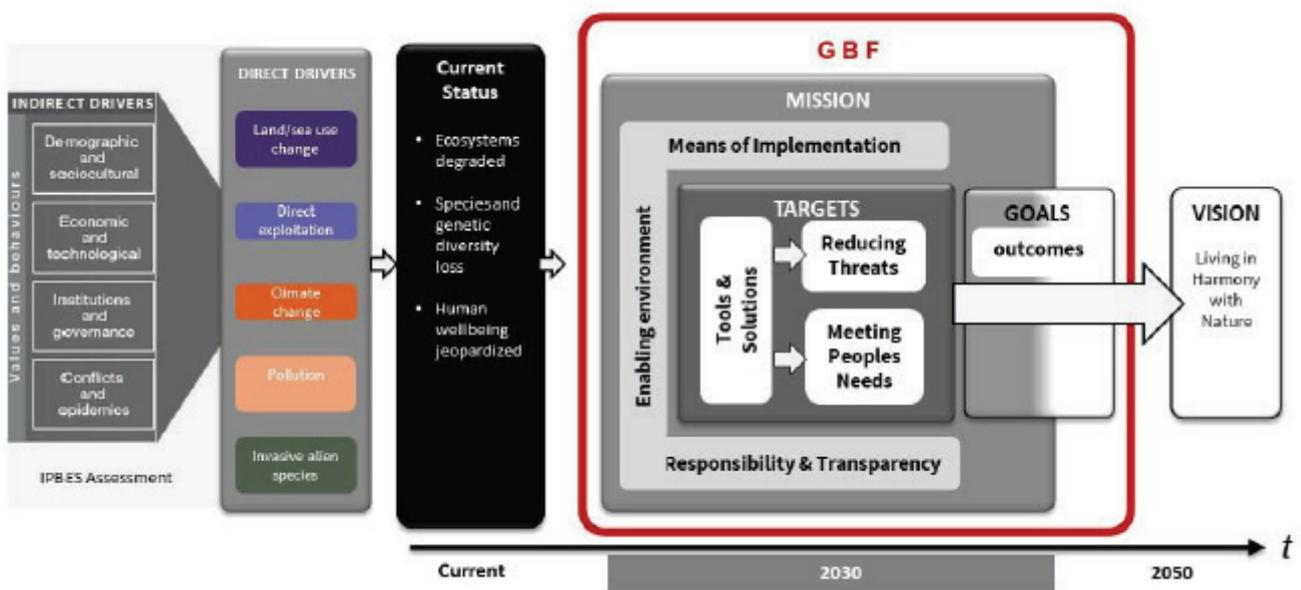 INDIRECT DRIVERS
Values and behaviours
Demographic
and
sociocultural
Economic
and
technological
Institutions
and
governance
Conflicts
and
epidemics
IPBES Assessment
DIRECT DRIVERS
Land/sea use
change
Direct
exploitation
Climate
change
Pollution
Invasive alien
species
Current
Status
• Ecosystems
degraded
• Species and
genetic
diversity
loss
• Human
wellbeing
jeopardized
GBF
MISSION
Means of Implementation
Enabling environment
TARGETS
Tools &
Solutions
Reducing
Threats
Meeting
Peoples
Needs
Responsibility & Transparency
GOALS
outcomes
VISION
Living in
Harmony
with
Nature
t
Current
2030
2050